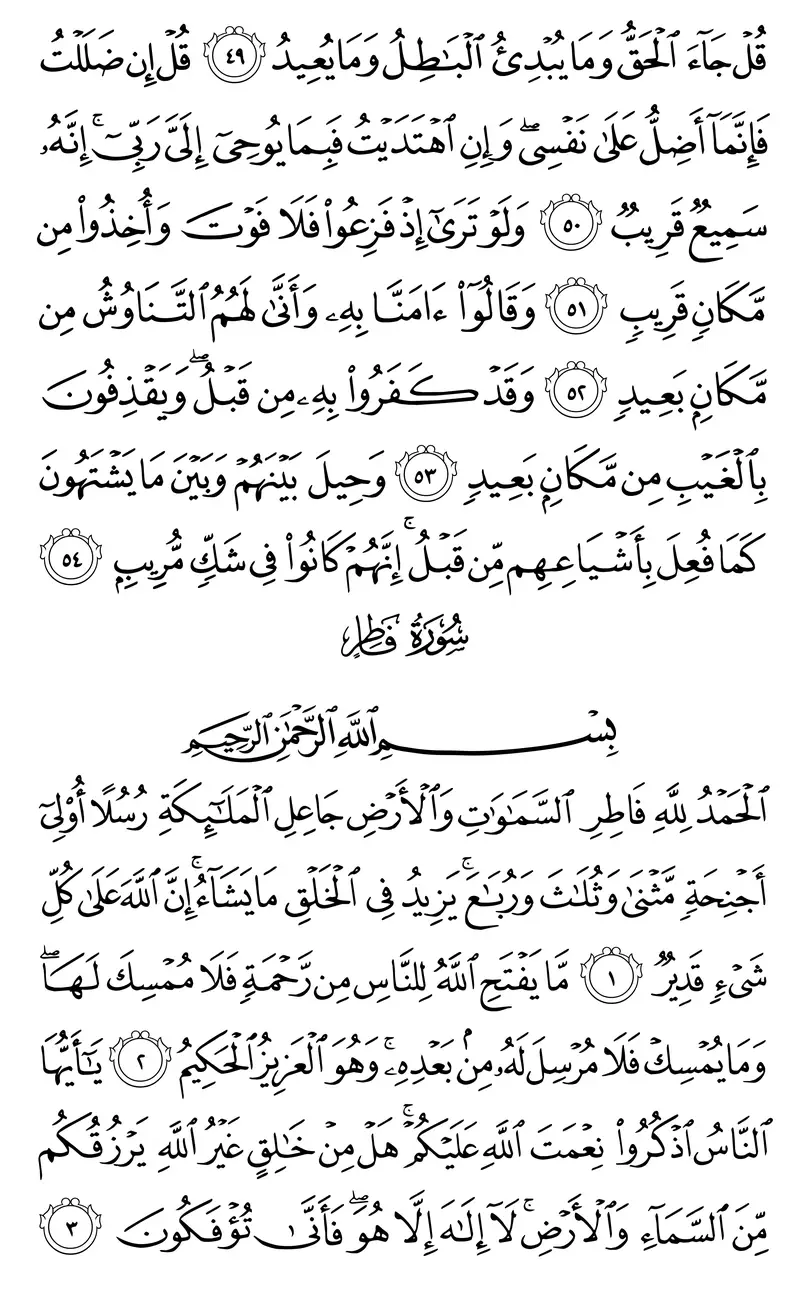 قُلْ جَآءَ ٱلْحَقُّ وَمَا يُبْدِئُ ٱلْبَٰطِلُ وَمَا يُعِيدُ ٤٩ قُلْ إِن ضَلَلْتُ
فَإِنَّمَآ أَضِلُّ عَلَىٰ نَفْسِىۖ وَإِنِ ٱهْتَدَيْتُ فَبِمَا يُوحِىٓ إِلَىَّ رَبِّىٓۚ إِنَّهُۥ
سَمِيعٌ قَرِيبٌ ٥٠ وَلَوْ تَرَىٰٓ إِذْ فَزِعُوا۟ فَلَا فَوْتَ وَأُخِذُوا۟ مِن
مَّكَانٍ قَرِيبٍ ٥١ وَقَالُوٓا۟ ءَامَنَّا بِهِۦ وَأَنَّىٰ لَهُمُ ٱلتَّنَاوُشُ مِن
مَّكَانٍۭ بَعِيدٍ ٥٢ وَقَدْ كَفَرُوا۟ بِهِۦ مِن قَبْلُۖ وَيَقْذِفُونَ
بِٱلْغَيْبِ مِن مَّكَانٍۭ بَعِيدٍ ٥٣ وَحِيلَ بَيْنَهُمْ وَبَيْنَ مَا يَشْتَهُونَ
كَمَا فُعِلَ بِأَشْيَاعِهِم مِّن قَبْلُۚ إِنَّهُمْ كَانُوا۟ فِى شَكٍّ مُّرِيبٍۭ ٥٤
سُورَةُ فَاطِرٍ
بِسْمِ ٱللَّهِ ٱلرَّحْمَٰنِ ٱلرَّحِيمِ
ٱلْحَمْدُ لِلَّهِ فَاطِرِ ٱلسَّمَٰوَٰتِ وَٱلْأَرْضِ جَاعِلِ ٱلْمَلَٰٓئِكَةِ رُسُلًا أُو۟لِىٓ
أَجْنِحَةٍ مَّثْنَىٰ وَثُلَٰثَ وَرُبَٰعَۚ يَزِيدُ فِى ٱلْخَلْقِ مَا يَشَآءُۚ إِنَّ ٱللَّهَ عَلَىٰ كُلِّ
شَىْءٍ قَدِيرٌ ١ مَّا يَفْتَحِ ٱللَّهُ لِلنَّاسِ مِن رَّحْمَةٍ فَلَا مُمْسِكَ لَهَاۖ
وَمَا يُمْسِكْ فَلَا مُرْسِلَ لَهُۥ مِنۢ بَعْدِهِۦۚ وَهُوَ ٱلْعَزِيزُ ٱلْحَكِيمُ ٢ يَٰٓأَيُّهَا
ٱلنَّاسُ ٱذْكُرُوا۟ نِعْمَتَ ٱللَّهِ عَلَيْكُمْۚ هَلْ مِنْ خَٰلِقٍ غَيْرُ ٱللَّهِ يَرْزُقُكُم
مِّنَ ٱلسَّمَآءِ وَٱلْأَرْضِۚ لَآ إِلَٰهَ إِلَّا هُوَۖ فَأَنَّىٰ تُؤْفَكُونَ ٣